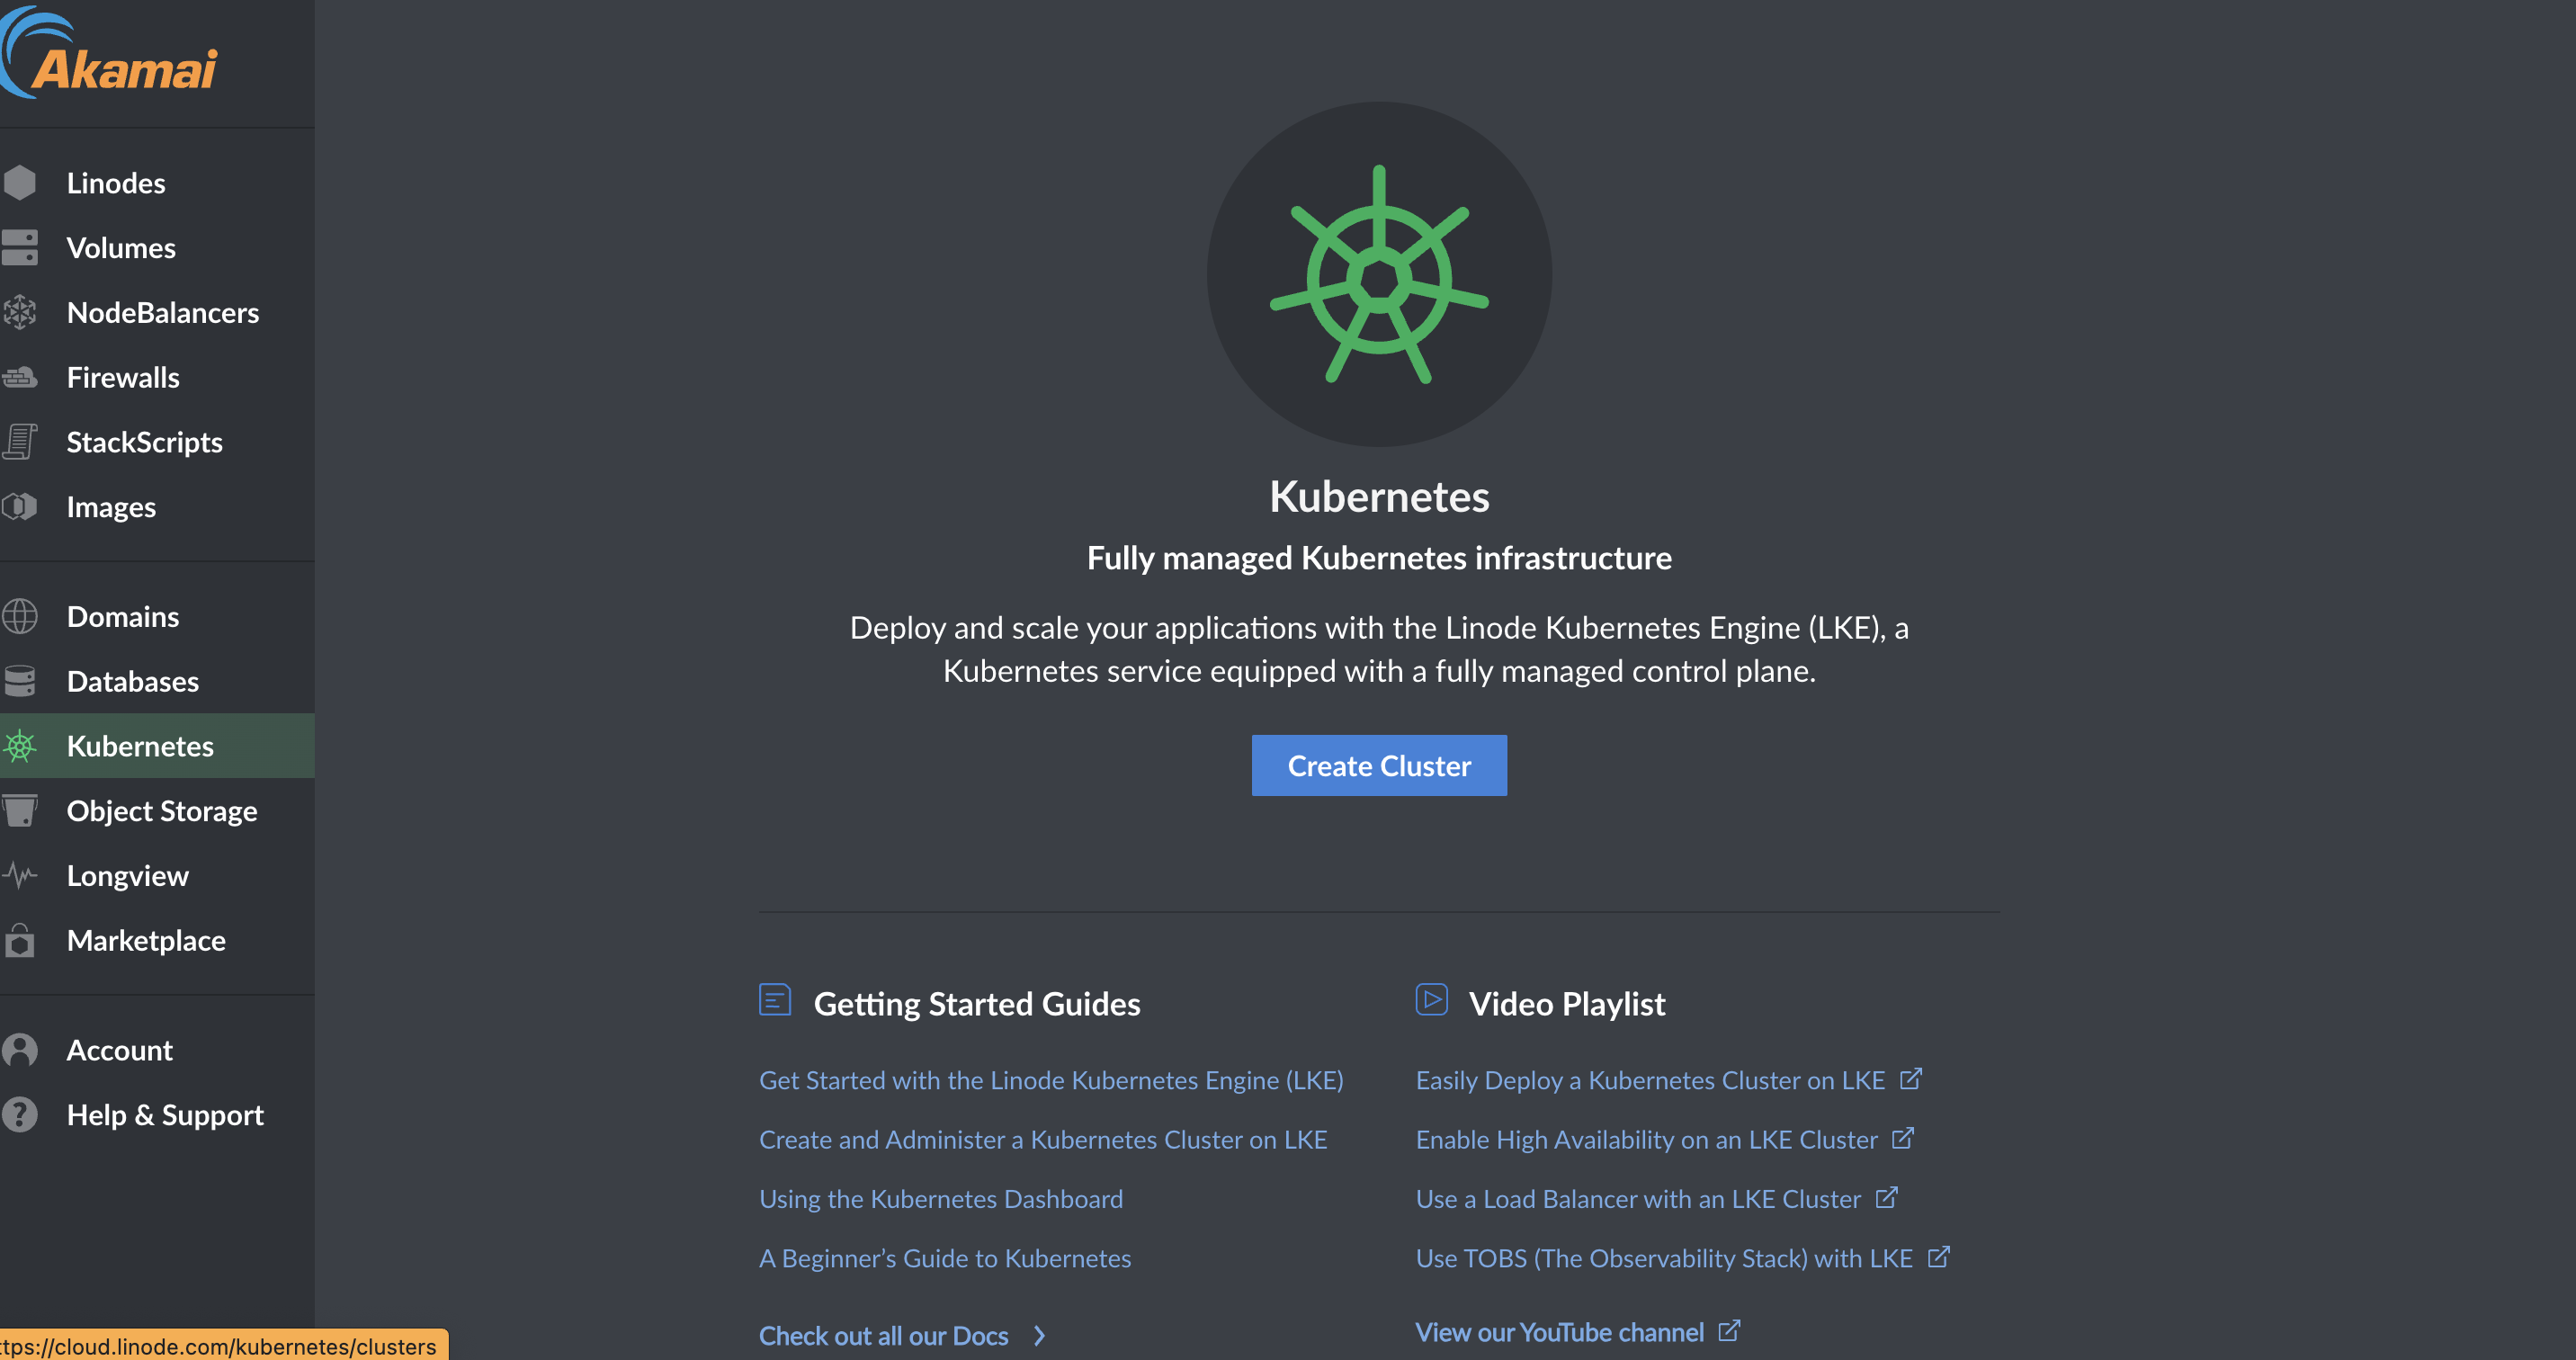 Akamai
Linodes
Volumes
NodeBalancers
Firewalls
StackScripts
Images
Domains
Databases
Kubernetes
Object Storage
Longview
Marketplace
Account
Help & Support
ttps://cloud.linode.com/kubernetes/clusters
Kubernetes
Fully managed Kubernetes infrastructure
Deploy and scale your applications with the Linode Kubernetes Engine (LKE), a
Kubernetes service equipped with a fully managed control plane.
Create Cluster
Getting Started Guides
Get Started with the Linode Kubernetes Engine (LKE)
Create and Administer a Kubernetes Cluster on LKE
Using the Kubernetes Dashboard
A Beginner’s Guide to Kubernetes
Check out all our Docs
Video Playlist
Easily Deploy a Kubernetes Cluster on LKE
Enable High Availability on an LKE Cluster
Use a Load Balancer with an LKE Cluster
Use TOBS (The Observability Stack) with LKE
View our YouTube channel